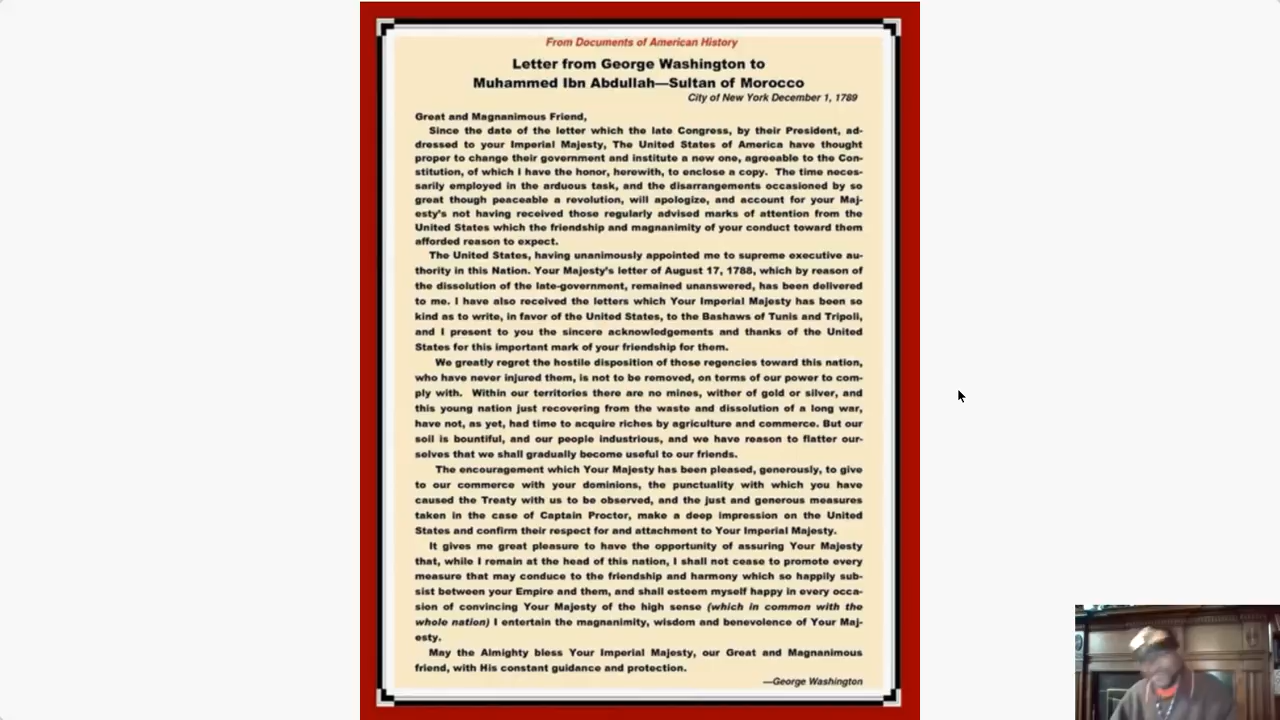 From Documents of American History
Letter from George Washington to
Muhammed Ibn Abdullah—Sultan of Morocco
City of New York December 1, 1789
Great and Magnanimous Friend,
Since the date of the letter which the late Congress, by their President, ad-
dressed to your Imperial Majesty, The United States of America have thought
proper to change their government and institute a new one, agreeable to the Con-
stitution, of which I have the honor, herewith, to enclose a copy. The time neces-
sarily employed in the arduous task, and the disarrangements occasioned by so
great though peaceable a revolution, will apologize, and account for your Maj-
esty's not having received those regularly advised marks of attention from the
United States which the friendship and magnanimity of your conduct toward them
afforded reason to expect.
The United States, having unanimously appointed me to supreme executive au-
thority in this Nation. Your Majesty's letter of August 17, 1788, which by reason of
the dissolution of the late-government, remained unanswered, has been delivered
to me. I have also received the letters which Your Imperial Majesty has been so
kind as to write, in favor of the United States, to the Bashaws of Tunis and Tripoli,
and I present to you the sincere acknowledgements and thanks of the United
States for this important mark of your friendship for them.
We greatly regret the hostile disposition of those regencies toward this nation,
who have never injured them, is not to be removed, on terms of our power to com-
ply with. Within our territories there are no mines, wither of gold or silver, and
this young nation just recovering from the waste and dissolution of a long war,
have not, as yet, had time to acquire riches by agriculture and commerce. But our
soil is bountiful, and our people industrious, and we have reason to flatter our-
selves that we shall gradually become useful to our friends.
The encouragement which Your Majesty has been pleased, generously, to give
to our commerce with your dominions, the punctuality with which you have
caused the Treaty with us to be observed, and the just and generous measures
taken in the case of Captain Proctor, make a deep impression on the United
States and confirm their respect for and attachment to Your Imperial Majesty.
It gives me great pleasure to have the opportunity of assuring Your Majesty
that, while I remain at the head of this nation, I shall not cease to promote every
measure that may conduce to the friendship and harmony which so happily sub-
sist between your Empire and them, and shall esteem myself happy in every occa-
sion of convincing Your Majesty of the high sense (which in common with the
whole nation) I entertain the magnanimity, wisdom and benevolence of Your Maj-
esty.
May the Almighty bless Your Imperial Majesty, our Great and Magnanimous
friend, with His constant guidance and protection.
—George Washington